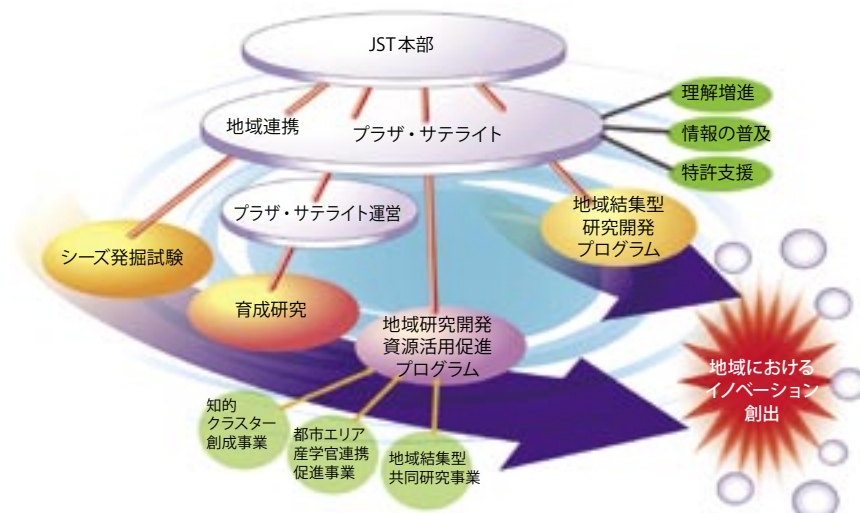 JST本部
地域連携　プラザ・サテライト
理解増進
情報の普及
特許支援
プラザ・サテライト運営
地域結集型
研究開発
プログラム
シーズ発掘試験
育成研究
地域研究開発
資源活用促進
プログラム
地域における
イノベーション
創出
知的
クラスター
創成事業
都市エリア
産学官連携
促進事業
地域結集型
共同研究事業